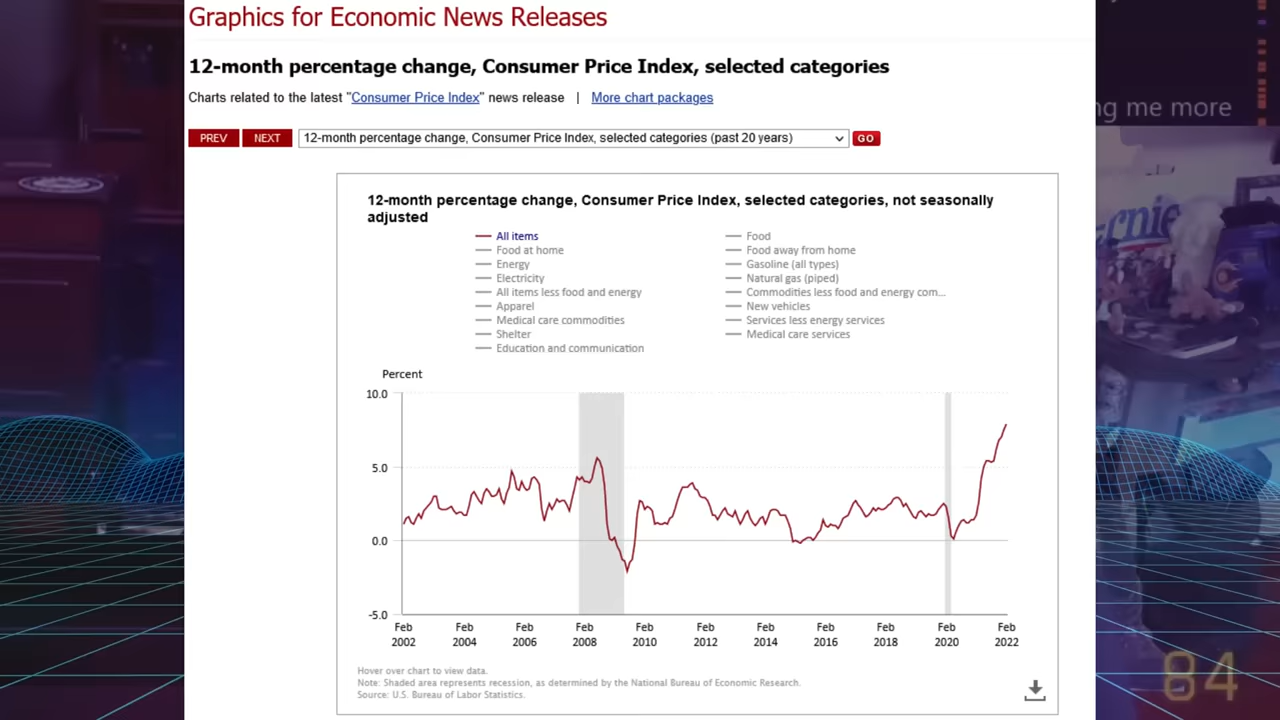 Graphics for Economic News Releases
12-month percentage change, Consumer Price Index, selected categories
Charts related to the latest "Consumer Price Index" news release | More chart packages
PREV NEXT 12-month percentage change, Consumer Price Index, selected categories (past 20 years) GO
12-month percentage change, Consumer Price Index, selected categories, not seasonally
adjusted
All items
Food
Food at home
Food away from home
Energy
Gasoline (all types)
Electricity
Natural gas (piped)
All items less food and energy
Commodities less food and energy com...
Apparel
New vehicles
Medical care commodities
Services less energy services
Shelter
Medical care services
Education and communication
Percent
10.0
5.0
0.0
-5.0
Feb 2002
Feb 2004
Feb 2006
Feb 2008
Feb 2010
Feb 2012
Feb 2014
Feb 2016
Feb 2018
Feb 2020
Feb 2022
Hover over chart to view data.
Note: Shaded area represents recession, as determined by the National Bureau of Economic Research.
Source: U.S. Bureau of Labor Statistics.
me more
84